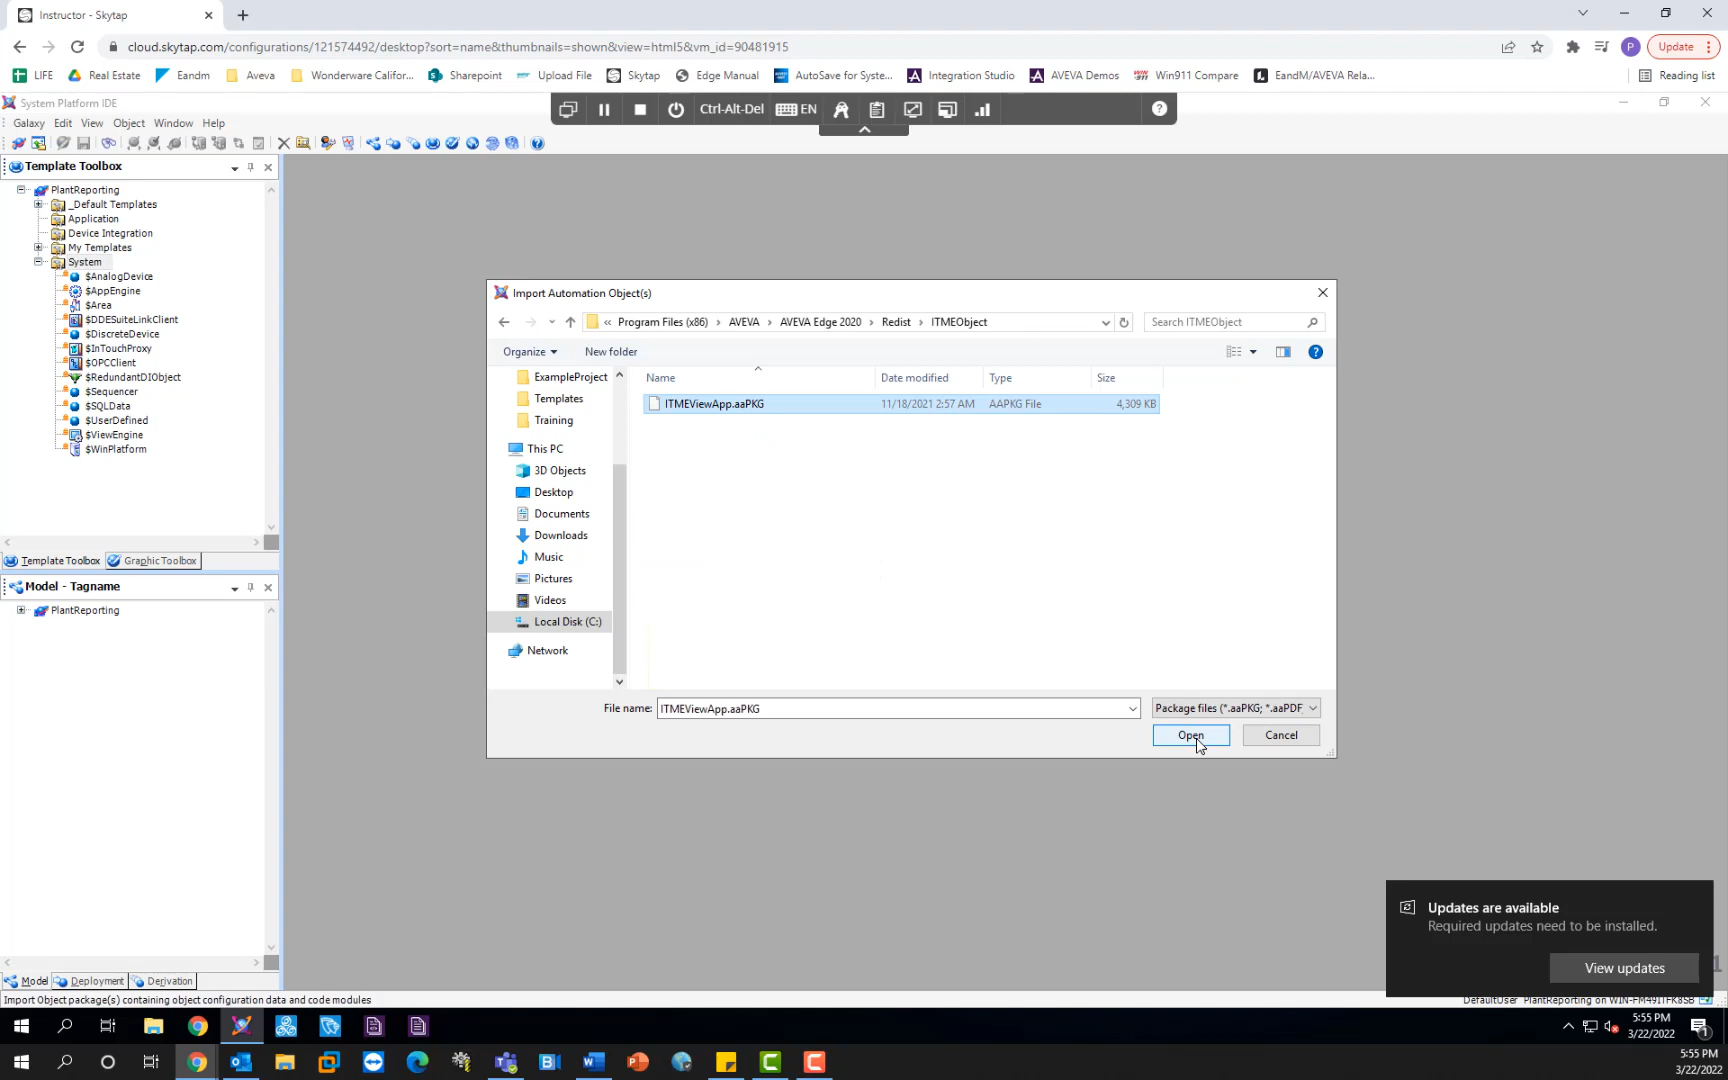 Instructor - Skytap
cloud.skytap.com/configurations/121574492/desktop?sort=name&thumbnails=shown&view=html5&vm_id=90481915
P
Update
LIFE
Real Estate
Eandm
Aveva
Wonderware Califor...
Sharepoint
Upload File
Skytap
Edge Manual
AutoSave for Syste...
Integration Studio
AVEVA Demos
Win911 Compare
EandM/AVEVA Rela...
Reading list
System Platform IDE
Ctrl-Alt-Del
EN
Galaxy Edit View Object Window Help
Template Toolbox
PlantReporting
_Default Templates
Application
Device Integration
My Templates
System
$AnalogDevice
$AppEngine
$Area
$DDESuiteLinkClient
$DiscreteDevice
$InTouchProxy
$OPCClient
$RedundantDIObject
$Sequencer
$SQLData
$UserDefined
$ViewEngine
$WinPlatform
Template Toolbox
Graphic Toolbox
Model - Tagname
PlantReporting
Model
Deployment
Derivation
Import Automation Object(s)
« Program Files (x86) > AVEVA > AVEVA Edge 2020 > Redist > ITMEObject
Search ITMEObject
Organize
New folder
ExampleProject
Templates
Training
This PC
3D Objects
Desktop
Documents
Downloads
Music
Pictures
Videos
Local Disk (C:)
Network
Name
Date modified
Type
Size
ITMEViewApp.aaPKG
11/18/2021 2:57 AM
AAPKG File
4,309 KB
File name:
ITMEViewApp.aaPKG
Package files (*.aaPKG; *.aaPDF
Open
Cancel
Updates are available
Required updates need to be installed.
View updates
Import Object package(s) containing object configuration data and code modules
DefaultUser PlantReporting on WIN-FM49ITFK8SB
5:55 PM
3/22/2022
1
5:55 PM
3/22/2022